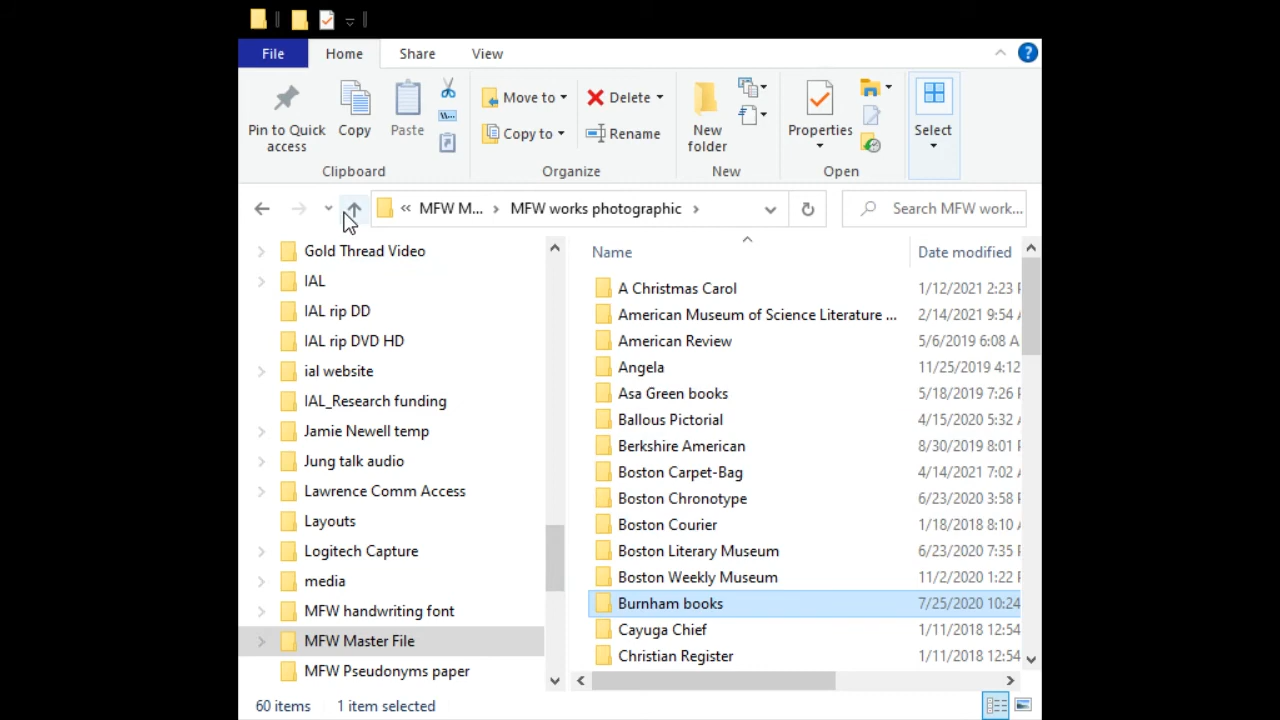 File Home Share View
Pin to Quick access
Copy
Paste
Clipboard
Move to
Copy to
Delete
Rename
Organize
New folder
New
Properties
Open
Select
« MFW M... › MFW works photographic ›
Search MFW work...
Gold Thread Video
IAL
IAL rip DD
IAL rip DVD HD
ial website
IAL_Research funding
Jamie Newell temp
Jung talk audio
Lawrence Comm Access
Layouts
Logitech Capture
media
MFW handwriting font
MFW Master File
MFW Pseudonyms paper
Name Date modified
A Christmas Carol 1/12/2021 2:23
American Museum of Science Literature ... 2/14/2021 9:54
American Review 5/6/2019 6:08 A
Angela 11/25/2019 4:12
Asa Green books 5/18/2019 7:26
Ballous Pictorial 4/15/2020 5:32
Berkshire American 8/30/2019 8:01
Boston Carpet-Bag 4/14/2021 7:02
Boston Chronotype 6/23/2020 3:58
Boston Courier 1/18/2018 8:10
Boston Literary Museum 6/23/2020 7:35
Boston Weekly Museum 11/2/2020 1:22
Burnham books 7/25/2020 10:24
Cayuga Chief 1/11/2018 12:54
Christian Register 1/11/2018 12:54
60 items 1 item selected